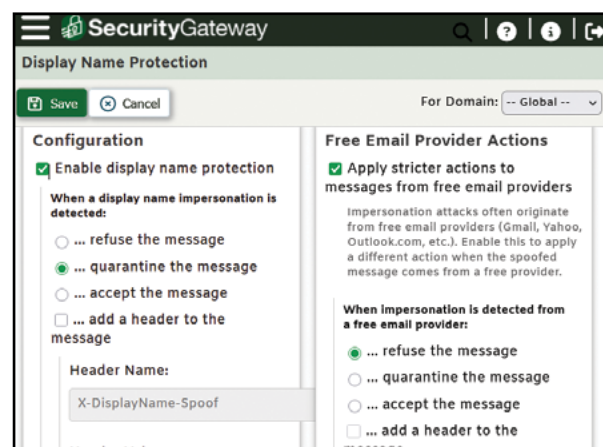 SecurityGateway
Display Name Protection
Save
Cancel
For Domain:
-- Global --
Configuration
Enable display name protection
When a display name impersonation is
detected:
... refuse the message
... quarantine the message
... accept the message
... add a header to the
message
Header Name:
X-DisplayName-Spoof
Free Email Provider Actions
Apply stricter actions to
messages from free email providers
Impersonation attacks often originate
from free email providers (Gmail, Yahoo,
Outlook.com, etc.). Enable this to apply
a different action when the spoofed
message comes from a free provider.
When impersonation is detected from
a free email provider:
... refuse the message
... quarantine the message
... accept the message
... add a header to the